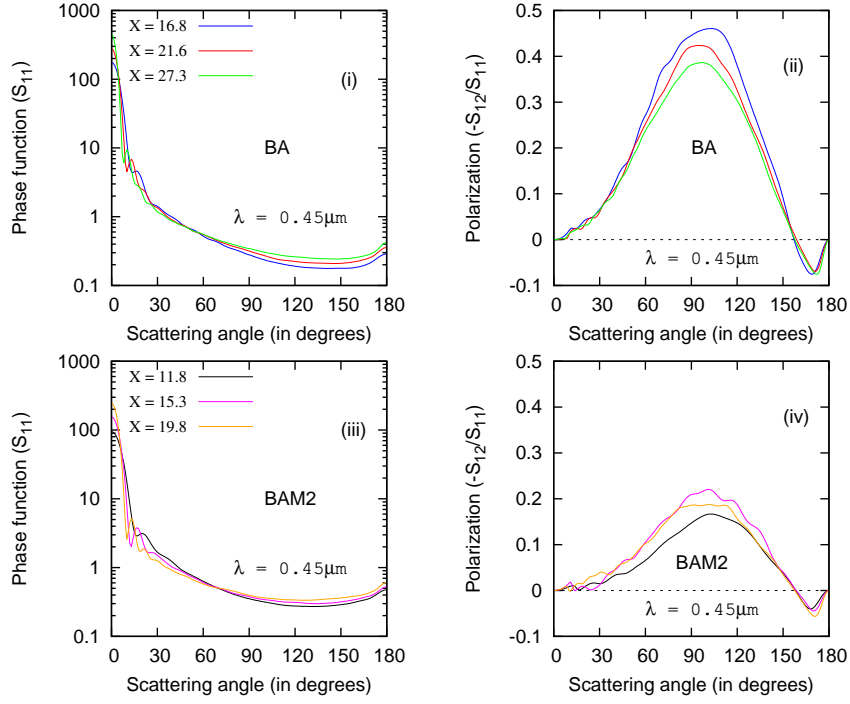 1000
100
10
1
0.1
Phase function (S11)
X = 16.8
X = 21.6
X = 27.3
(i)
BA
λ = 0.45μm
0 30 60 90 120 150 180
Scattering angle (in degrees)
0.5
0.4
0.3
0.2
0.1
0
-0.1
Polarization (-S12/S11)
(ii)
BA
λ = 0.45μm
0 30 60 90 120 150 180
Scattering angle (in degrees)
1000
100
10
1
0.1
Phase function (S11)
X = 11.8
X = 15.3
X = 19.8
(iii)
BAM2
λ = 0.45μm
0 30 60 90 120 150 180
Scattering angle (in degrees)
0.5
0.4
0.3
0.2
0.1
0
-0.1
Polarization (-S12/S11)
(iv)
BAM2
λ = 0.45μm
0 30 60 90 120 150 180
Scattering angle (in degrees)